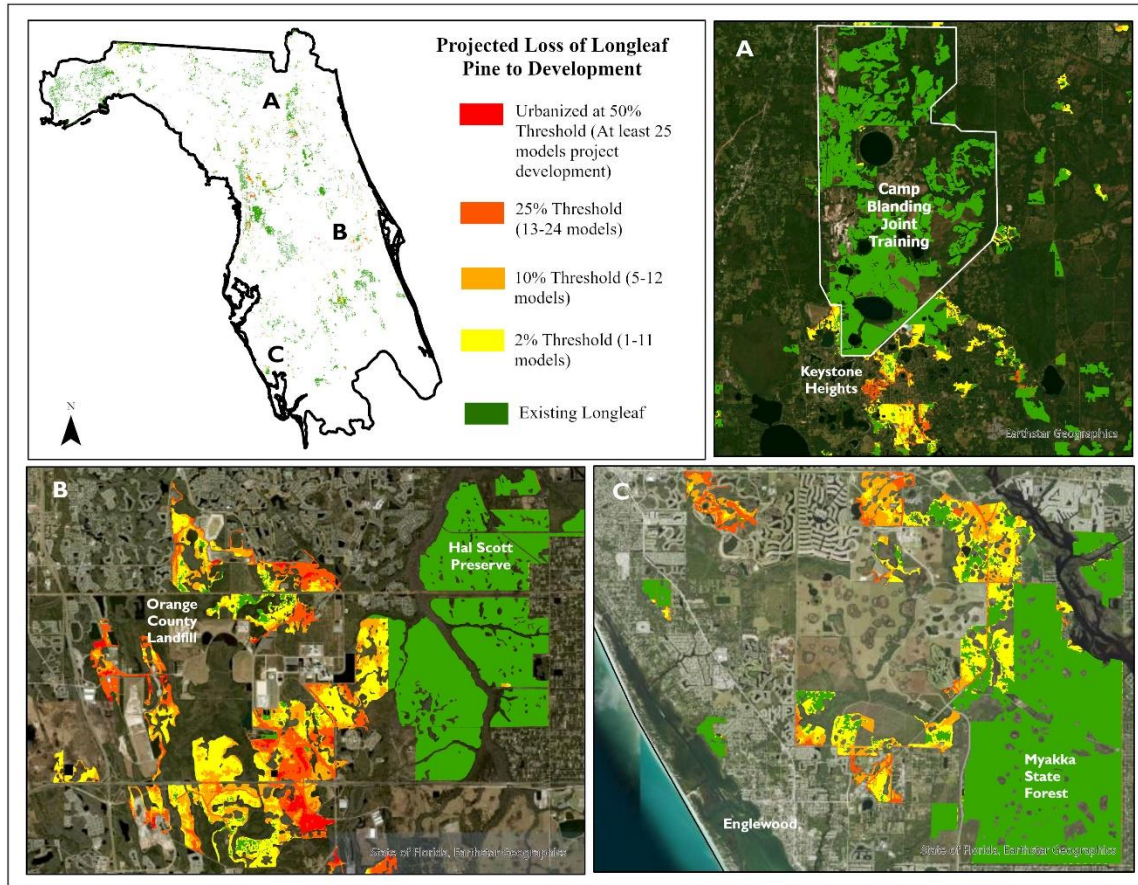 Projected Loss of Longleaf
Pine to Development
Urbanized at 50%
Threshold (At least 25
models project
development)
25% Threshold
(13-24 models)
10% Threshold (5-12
models)
2% Threshold (1-11
models)
Existing Longleaf
A
B
C
N
A
Camp
Blanding
Joint
Training
Keystone
Heights
Earthstar Geographics
B
Hal Scott
Preserve
Orange
County
Landfill
State of Florida, Earthstar Geographics
C
Myakka
State
Forest
Englewood
State of Florida, Earthstar Geographics